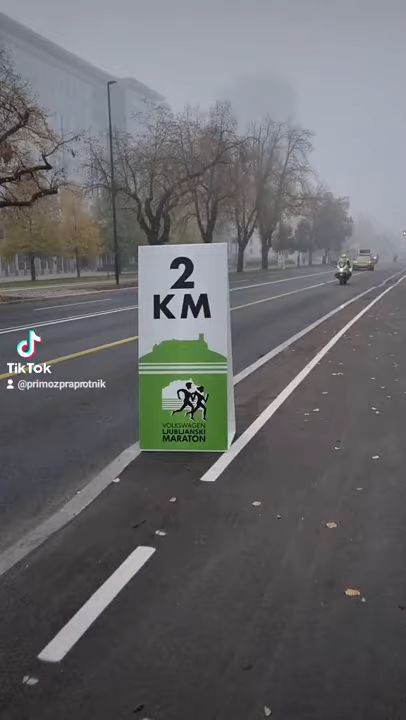 2
KM
VOLKSWAGEN
LJUBLJANSKI
MARATON
TikTok
@primozpraprotnik